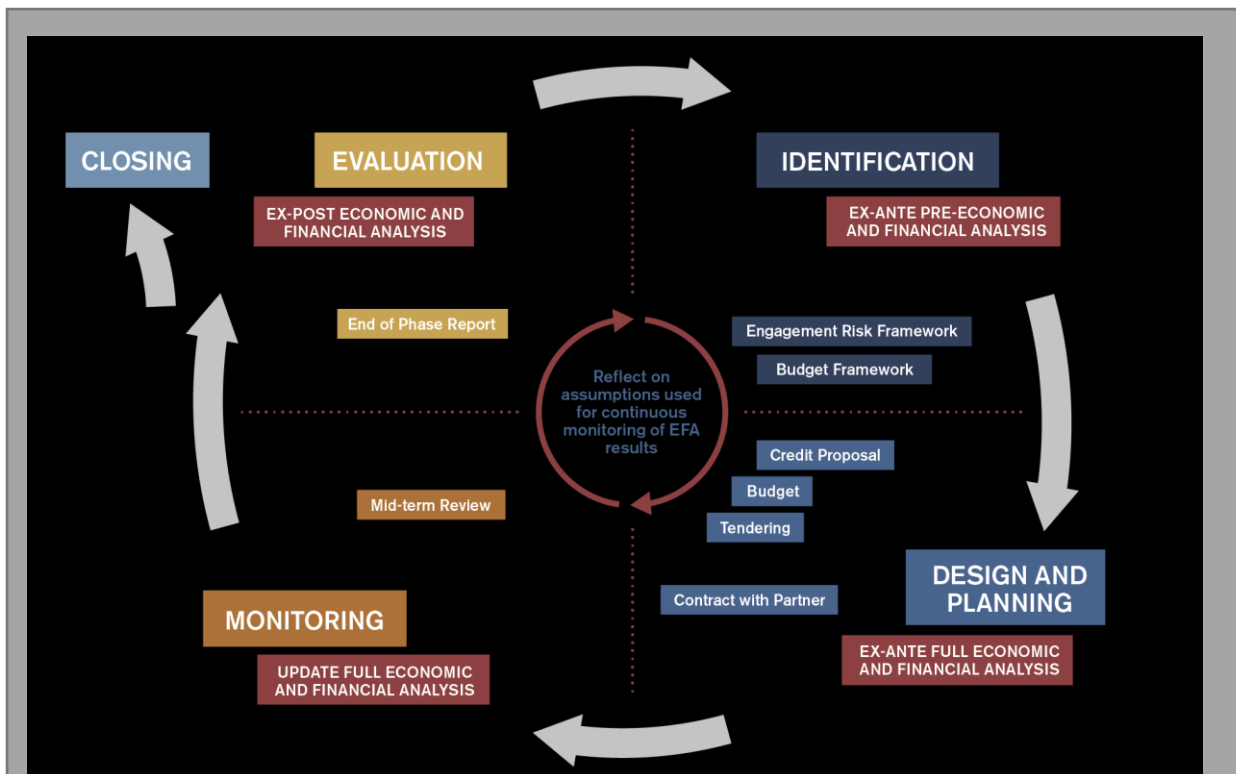 CLOSING
EVALUATION
EX-POST ECONOMIC AND
FINANCIAL ANALYSIS
End of Phase Report
IDENTIFICATION
EX-ANTE PRE-ECONOMIC
AND FINANCIAL ANALYSIS
Engagement Risk Framework
Budget Framework
Reflect on
assumptions used
for continuous
monitoring of EFA
results
Credit Proposal
Budget
Tendering
Contract with Partner
DESIGN AND
PLANNING
EX-ANTE FULL ECONOMIC
AND FINANCIAL ANALYSIS
Mid-term Review
MONITORING
UPDATE FULL ECONOMIC
AND FINANCIAL ANALYSIS